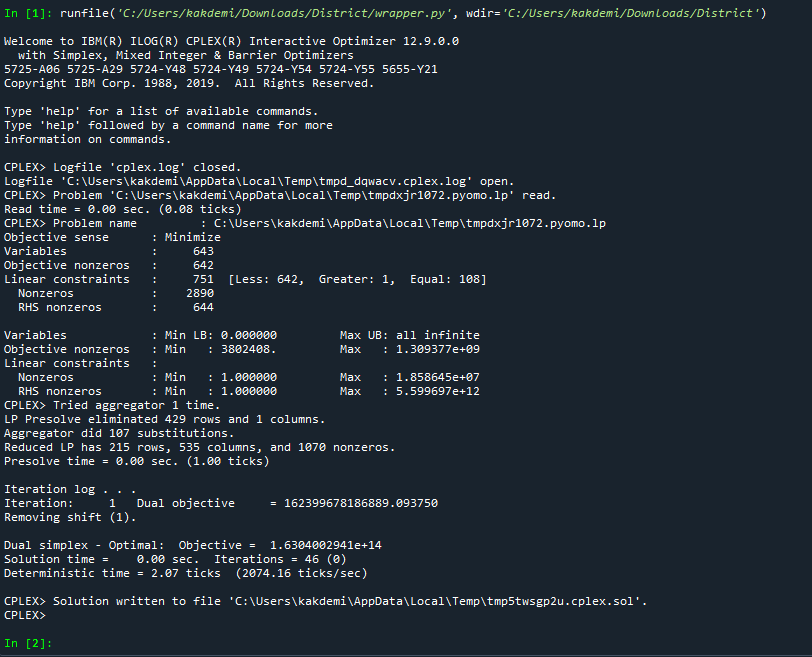 In [1]: runfile('C:/Users/kakdemi/Downloads/District/wrapper.py', wdir='C:/Users/kakdemi/Downloads/District')
Welcome to IBM(R) ILOG(R) CPLEX(R) Interactive Optimizer 12.9.0.0
  with Simplex, Mixed Integer & Barrier Optimizers
5725-A06 5725-A29 5724-Y48 5724-Y49 5724-Y54 5724-Y55 5655-Y21
Copyright IBM Corp. 1988, 2019.  All Rights Reserved.
Type 'help' for a list of available commands.
Type 'help' followed by a command name for more
information on commands.
CPLEX> Logfile 'cplex.log' closed.
Logfile 'C:\Users\kakdemi\AppData\Local\Temp\tmpd_dqwacv.cplex.log' open.
CPLEX> Problem 'C:\Users\kakdemi\AppData\Local\Temp\tmpdxjr1072.pyomo.lp' read.
Read time = 0.00 sec. (0.08 ticks)
CPLEX> Problem name         : C:\Users\kakdemi\AppData\Local\Temp\tmpdxjr1072.pyomo.lp
Objective sense      : Minimize
Variables            :     643
Objective nonzeros   :     642
Linear constraints   :     751  [Less: 642,  Greater: 1,  Equal: 108]
  Nonzeros           :    2890
  RHS nonzeros       :     644
Variables            : Min LB: 0.000000         Max UB: all infinite
Objective nonzeros   : Min   : 3802408.         Max   : 1.309377e+09
Linear constraints   :
  Nonzeros           : Min   : 1.000000         Max   : 1.858645e+07
  RHS nonzeros       : Min   : 1.000000         Max   : 5.599697e+12
CPLEX> Tried aggregator 1 time.
LP Presolve eliminated 429 rows and 1 columns.
Aggregator did 107 substitutions.
Reduced LP has 215 rows, 535 columns, and 1070 nonzeros.
Presolve time = 0.00 sec. (1.00 ticks)
Iteration log . . .
Iteration:     1   Dual objective     = 162399678186889.093750
Removing shift (1).
Dual simplex - Optimal:  Objective =  1.6304002941e+14
Solution time =    0.00 sec.  Iterations = 46 (0)
Deterministic time = 2.07 ticks  (2074.16 ticks/sec)
CPLEX> Solution written to file 'C:\Users\kakdemi\AppData\Local\Temp\tmp5twsgp2u.cplex.sol'.
CPLEX>
In [2]: